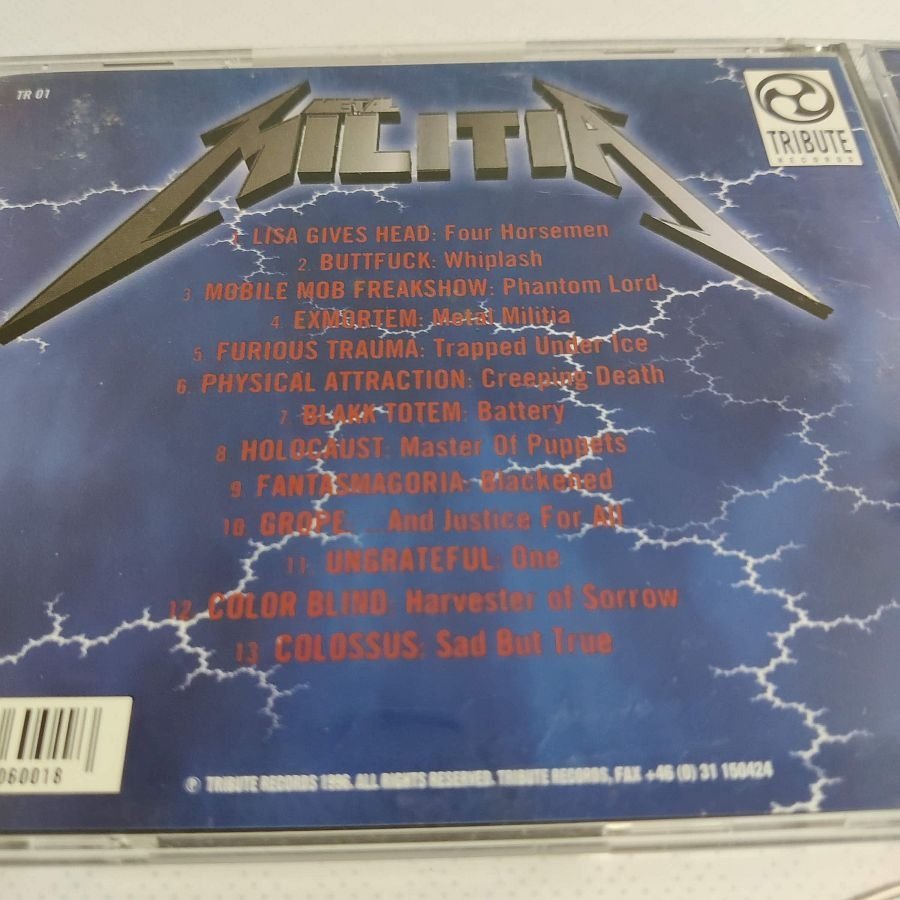 TR 01
METAL
MILITIA
TRIBUTE
RECORDS
1. LISA GIVES HEAD: Four Horsemen
2. BUTTFUCK: Whiplash
3. MOBILE MOB FREAKSHOW: Phantom Lord
4. EXMORTEM: Metal Militia
5. FURIOUS TRAUMA: Trapped Under Ice
6. PHYSICAL ATTRACTION: Creeping Death
7. BLAKK TOTEM: Battery
8. HOLOCAUST: Master Of Puppets
9. FANTASMAGORIA: Blackened
10. GROPE: ...And Justice For All
11. UNGRATEFUL: One
12. COLOR BLIND: Harvester of Sorrow
13. COLOSSUS: Sad But True
060018
℗ TRIBUTE RECORDS 1996. ALL RIGHTS RESERVED. TRIBUTE RECORDS, FAX +46 (0) 31 150424